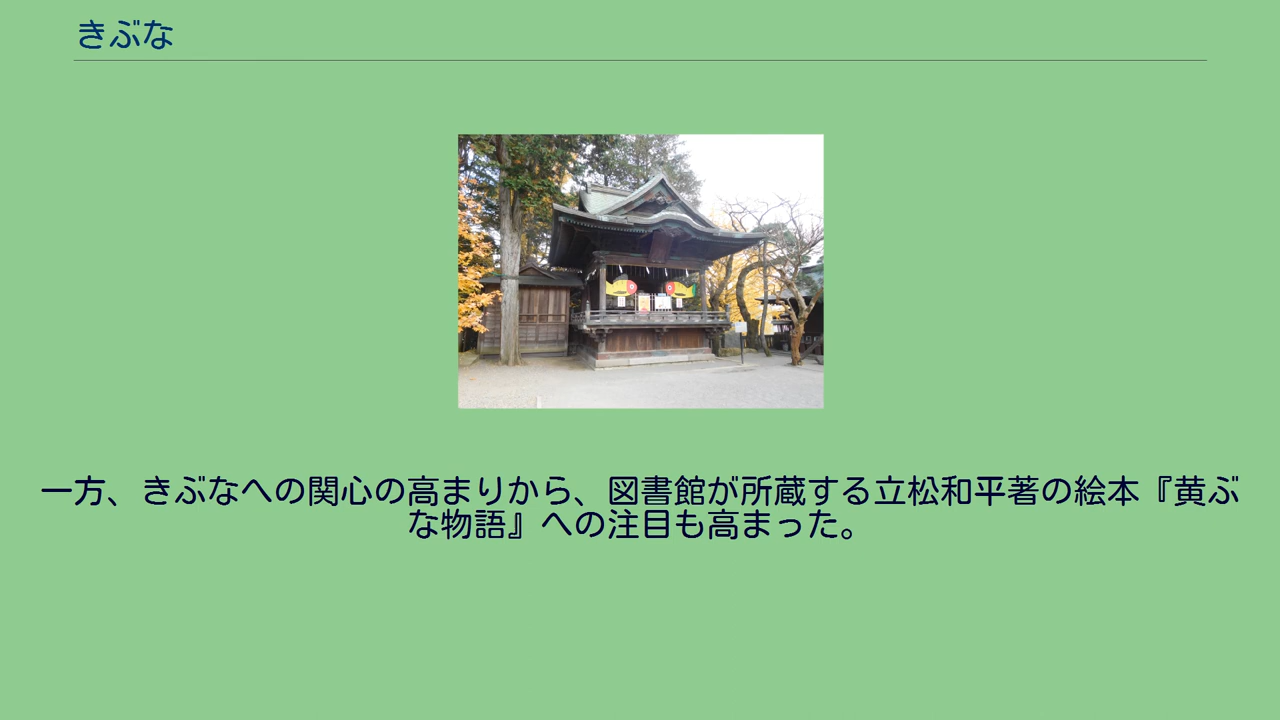 きぶな
一方、きぶなへの関心の高まりから、図書館が所蔵する立松和平著の絵本『黄ぶ
な物語』への注目も高まった。